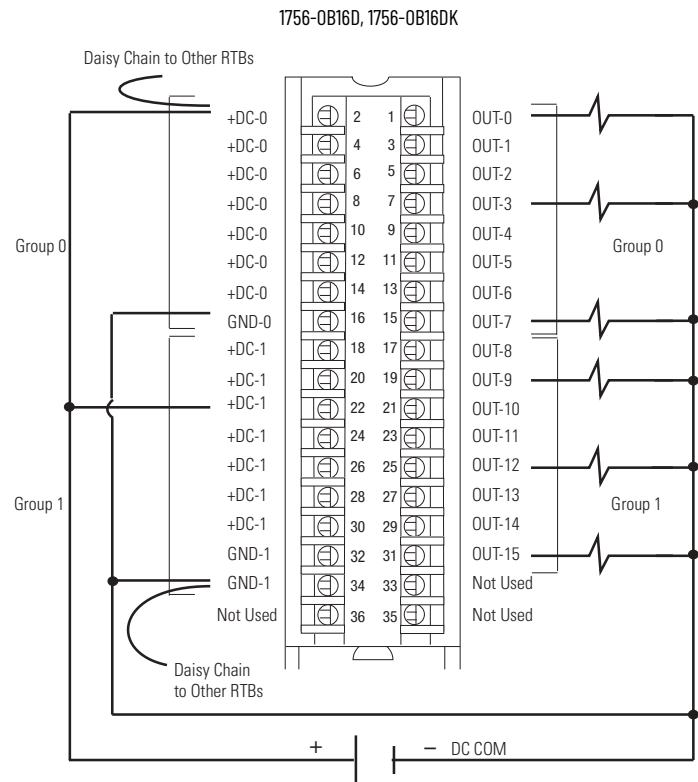 1756-OB16D, 1756-OB16DK
Daisy Chain to Other RTBs
+DC-0 2 1 OUT-0
+DC-0 4 3 OUT-1
+DC-0 6 5 OUT-2
+DC-0 8 7 OUT-3
Group 0 +DC-0 10 9 OUT-4 Group 0
+DC-0 12 11 OUT-5
+DC-0 14 13 OUT-6
GND-0 16 15 OUT-7
+DC-1 18 17 OUT-8
+DC-1 20 19 OUT-9
+DC-1 22 21 OUT-10
+DC-1 24 23 OUT-11
+DC-1 26 25 OUT-12
Group 1 +DC-1 28 27 OUT-13 Group 1
+DC-1 30 29 OUT-14
GND-1 32 31 OUT-15
GND-1 34 33 Not Used
Not Used 36 35 Not Used
Daisy Chain
to Other RTBs
+ – DC COM